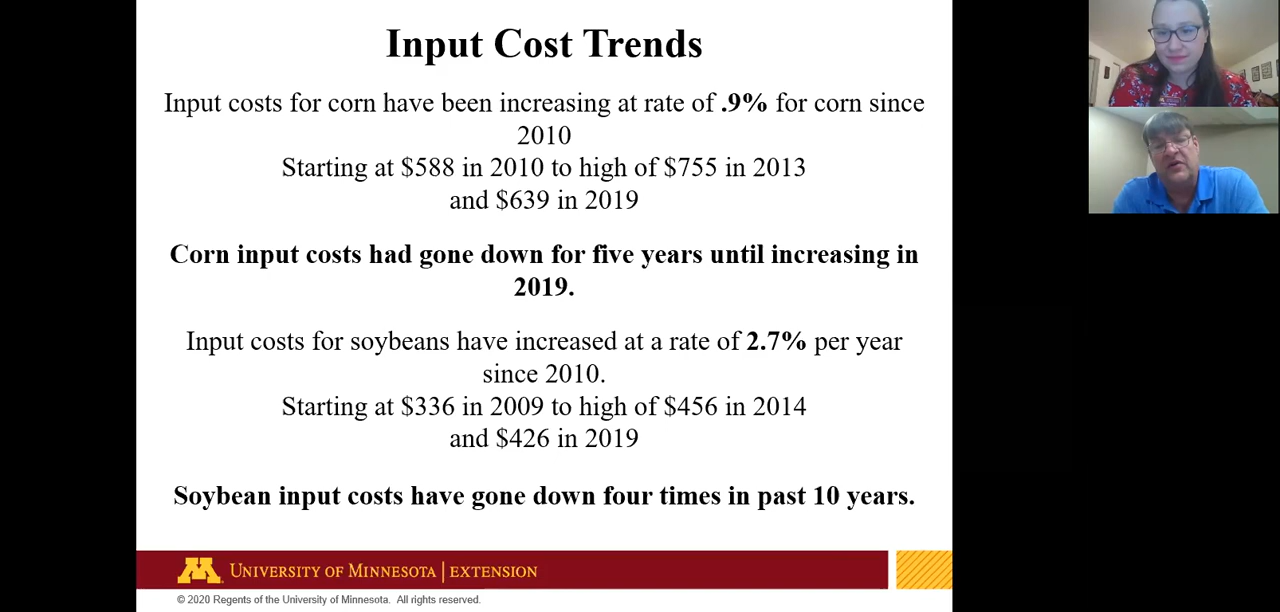 Input Cost Trends
Input costs for corn have been increasing at rate of .9% for corn since
2010
Starting at $588 in 2010 to high of $755 in 2013
and $639 in 2019
Corn input costs had gone down for five years until increasing in
2019.
Input costs for soybeans have increased at a rate of 2.7% per year
since 2010.
Starting at $336 in 2009 to high of $456 in 2014
and $426 in 2019
Soybean input costs have gone down four times in past 10 years.
M UNIVERSITY OF MINNESOTA | EXTENSION
© 2020 Regents of the University of Minnesota. All rights reserved.